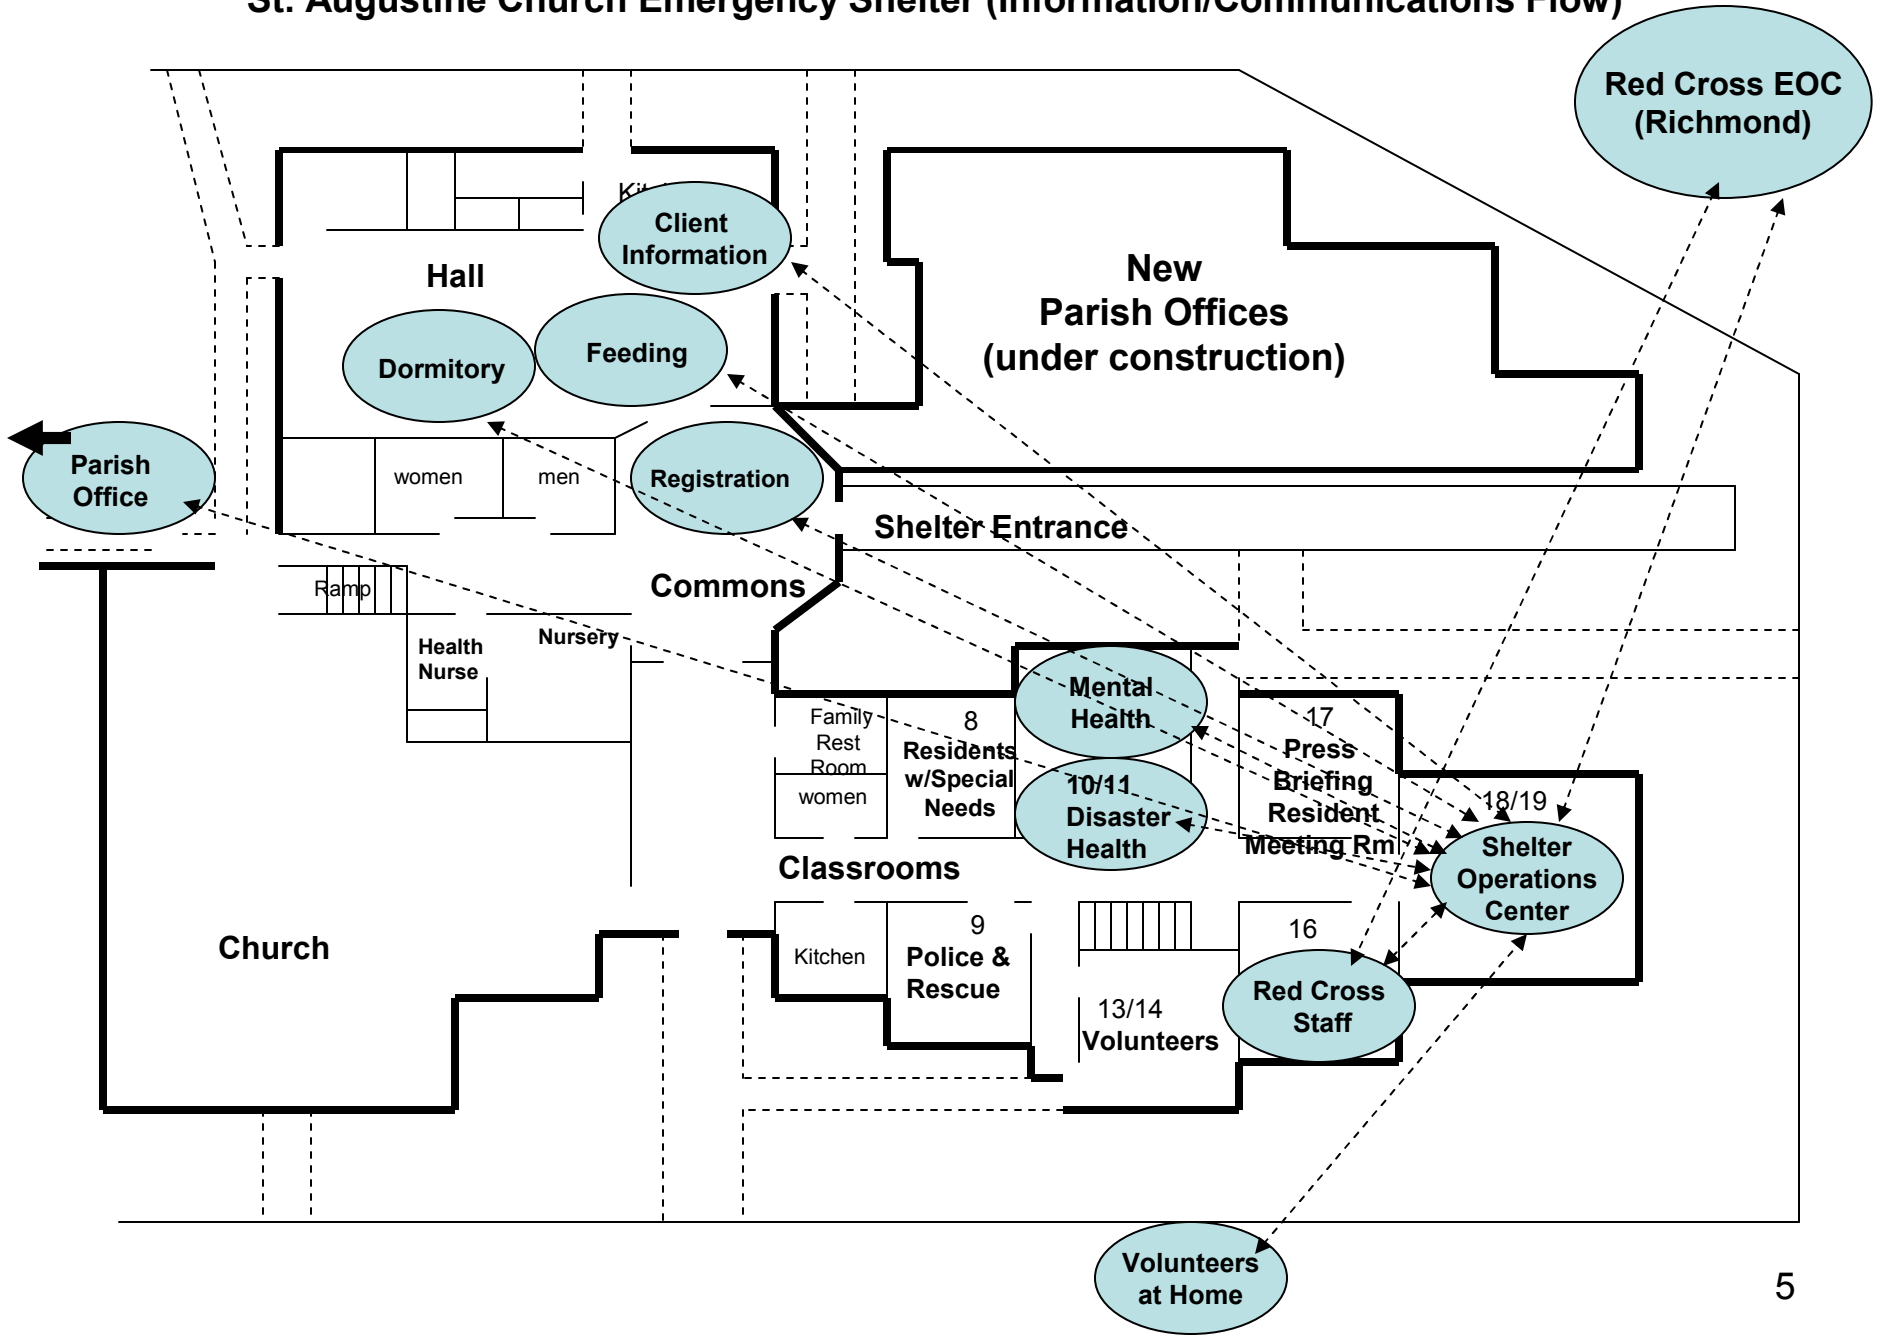 St. Augustine Church Emergency Shelter (Information/Communications Flow)
Red Cross EOC
(Richmond)
Client
Information
Hall
New
Parish Offices
(under construction)
Feeding
Dormitory
Parish
Office
women
men
Registration
Shelter Entrance
Ramp
Commons
Health
Nurse
Nursery
Mental
Health
Family
Rest
Room
women
8
Residents
w/Special
Needs
10/11
Disaster
Health
17
Press
Briefing
Resident
Meeting Rm
18/19
Shelter
Operations
Center
Classrooms
Church
Kitchen
9
Police &
Rescue
13/14
Volunteers
16
Red Cross
Staff
Volunteers
at Home
5